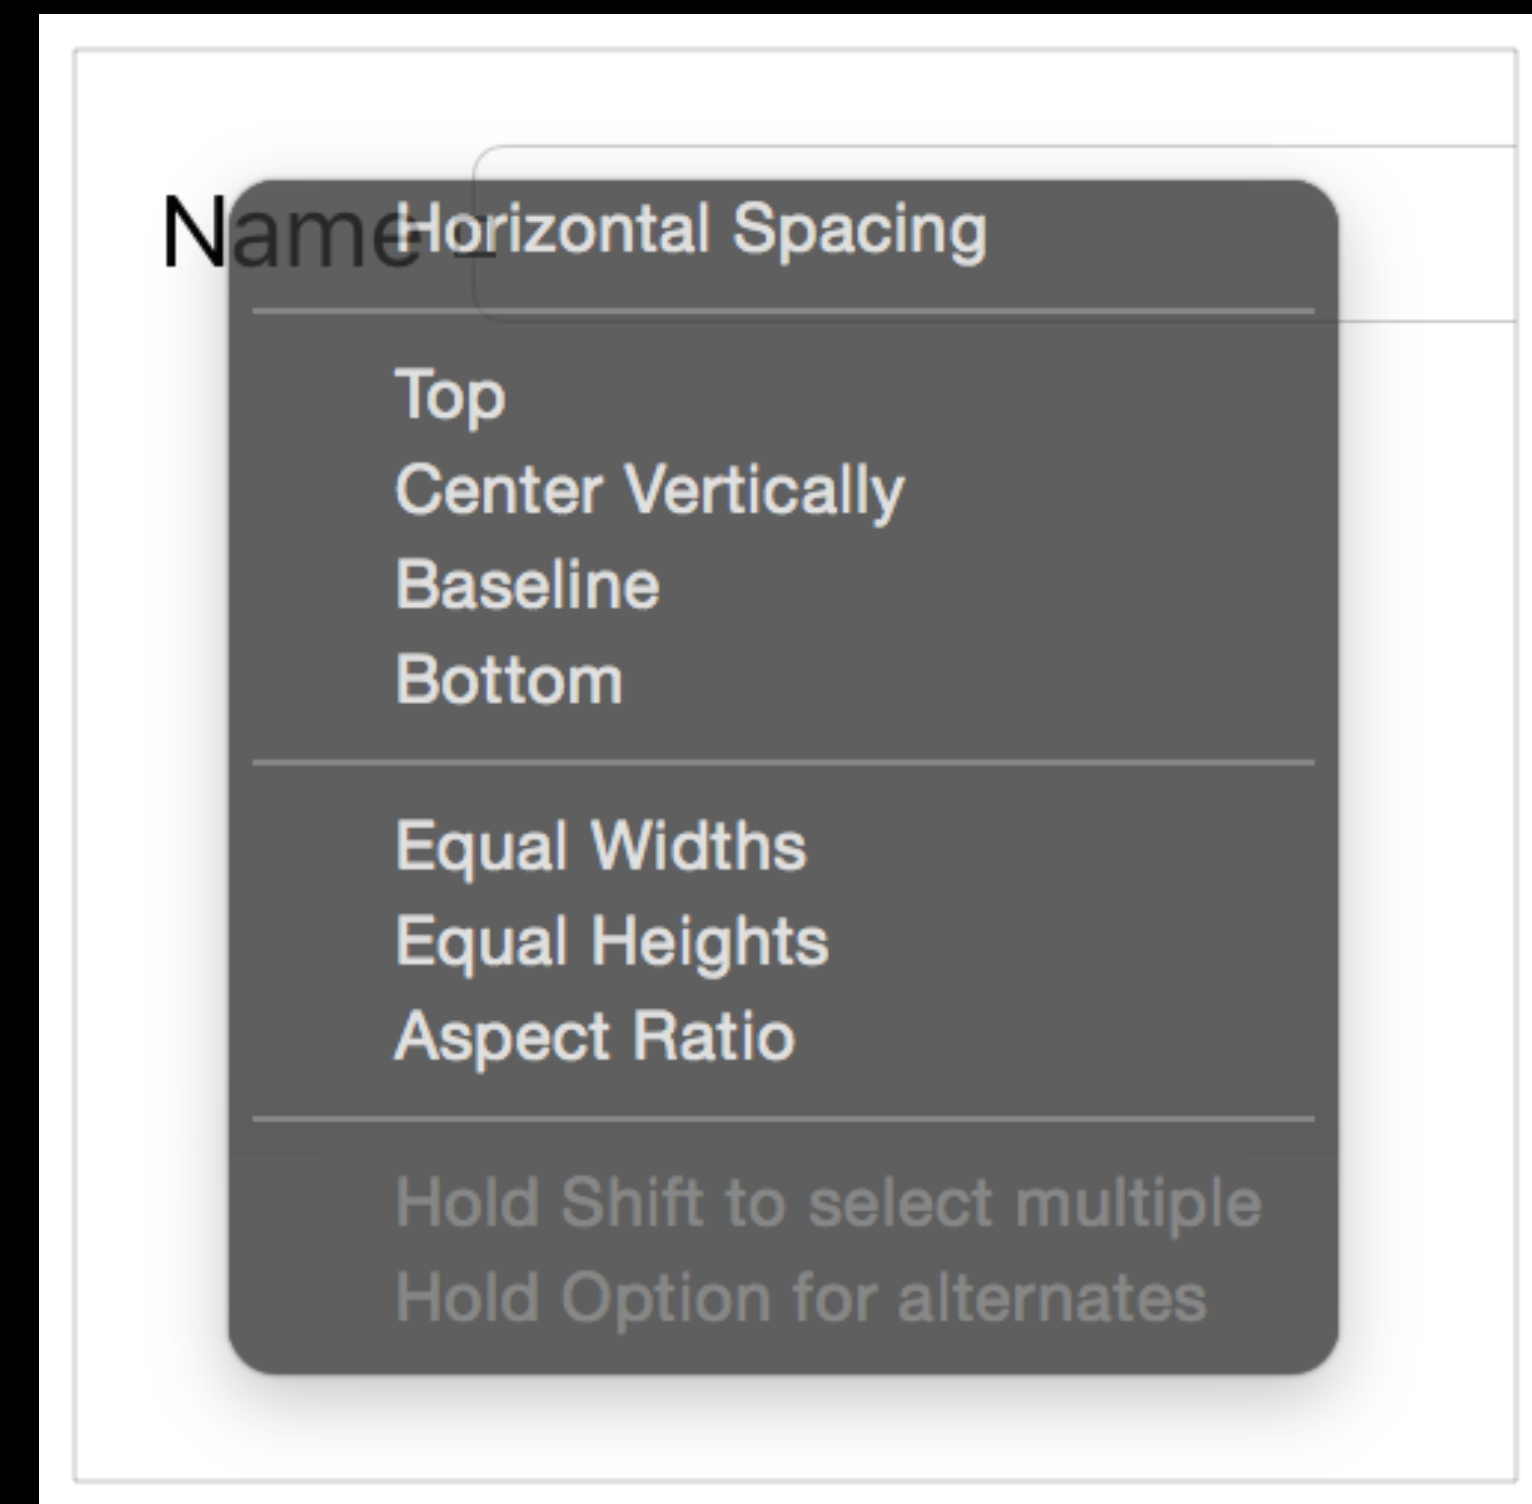 Name
Horizontal Spacing
Top
Center Vertically
Baseline
Bottom
Equal Widths
Equal Heights
Aspect Ratio
Hold Shift to select multiple
Hold Option for alternates